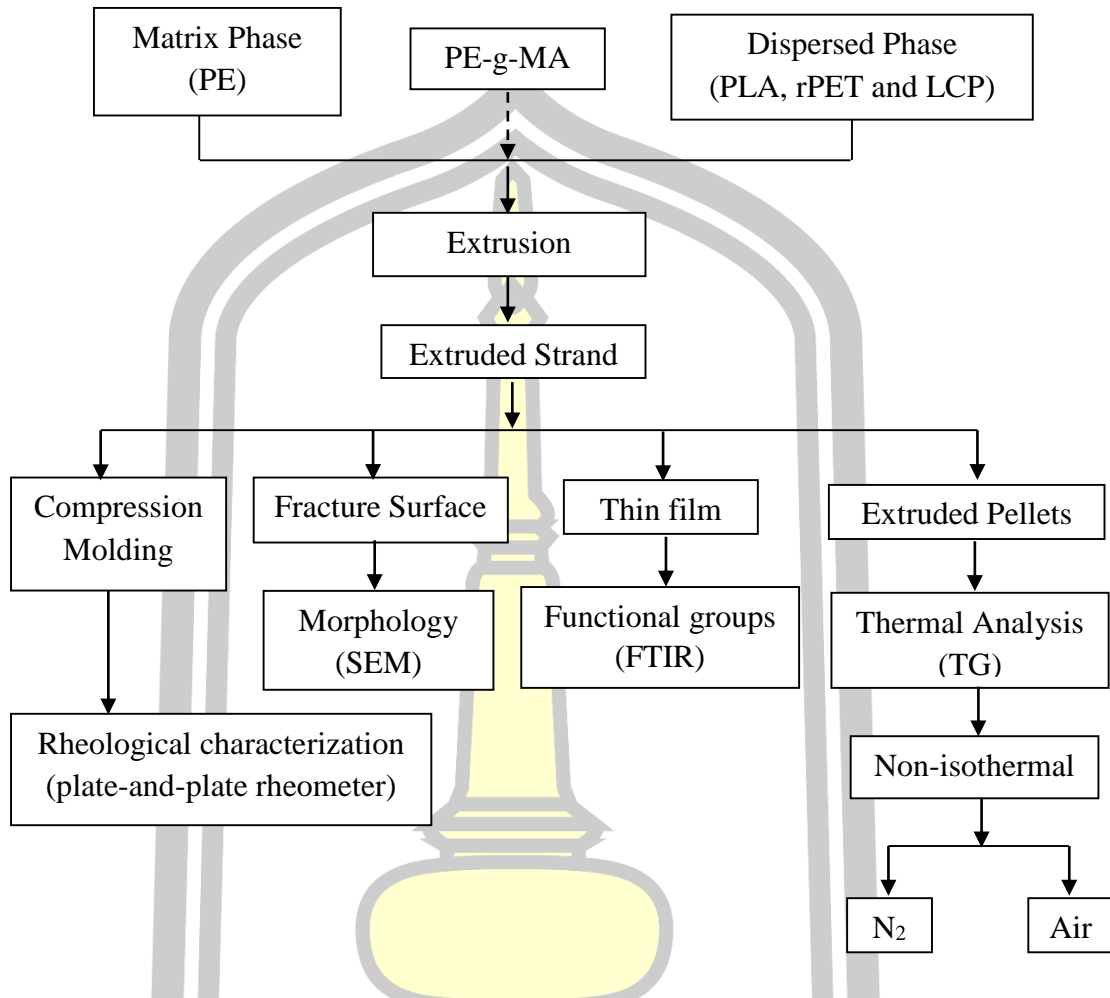 Matrix Phase
(PE)
PE-g-MA
Dispersed Phase
(PLA, rPET and LCP)
Extrusion
Extruded Strand
Compression
Molding
Fracture Surface
Thin film
Extruded Pellets
Morphology
(SEM)
Functional groups
(FTIR)
Thermal Analysis
(TG)
Rheological characterization
(plate-and-plate rheometer)
Non-isothermal
N₂
Air